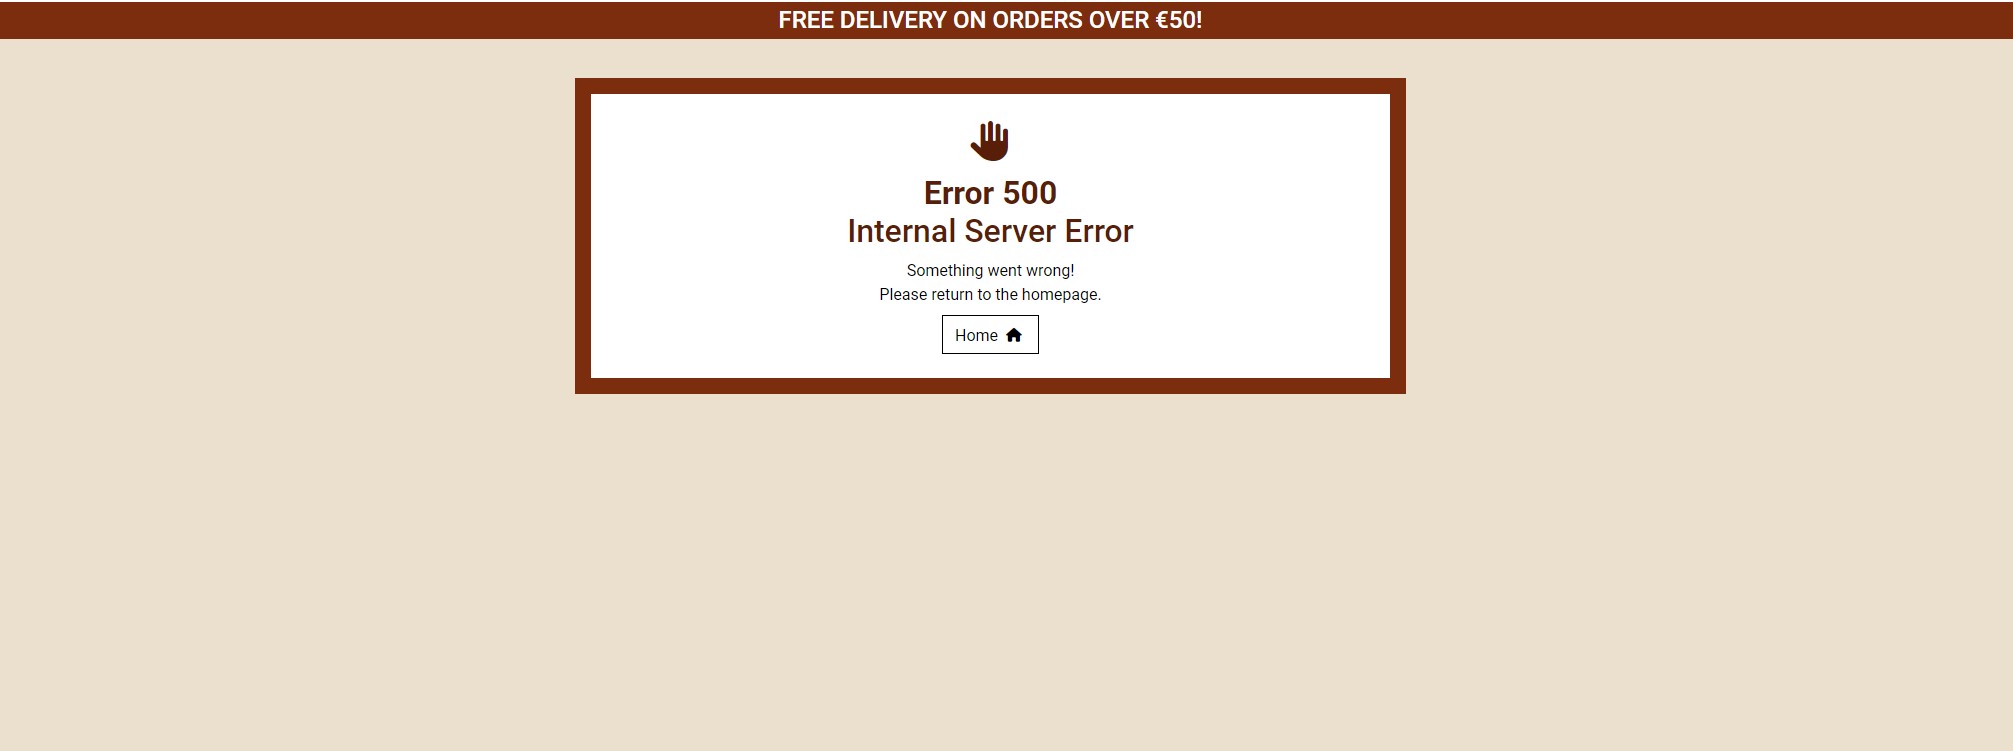 FREE DELIVERY ON ORDERS OVER €50!
Error 500
Internal Server Error
Something went wrong!
Please return to the homepage.
Home